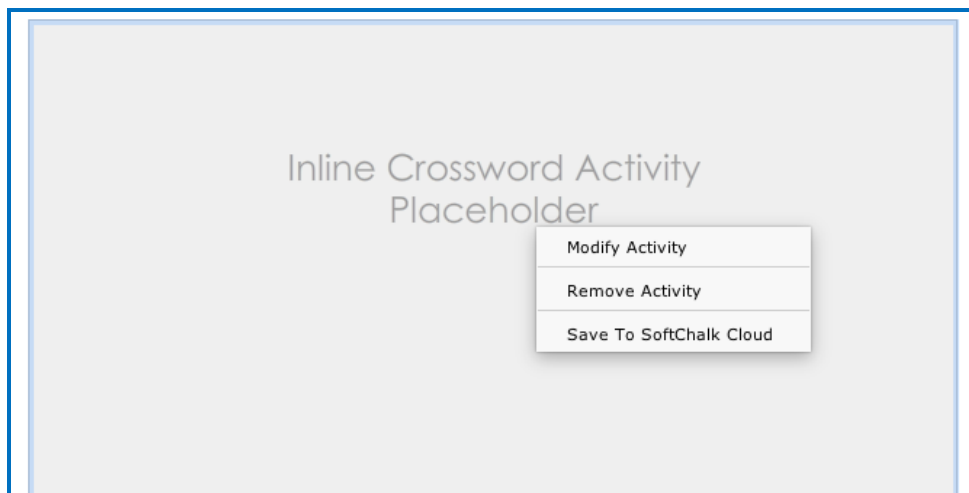 Inline Crossword Activity
Placeholder
Modify Activity
Remove Activity
Save To SoftChalk Cloud